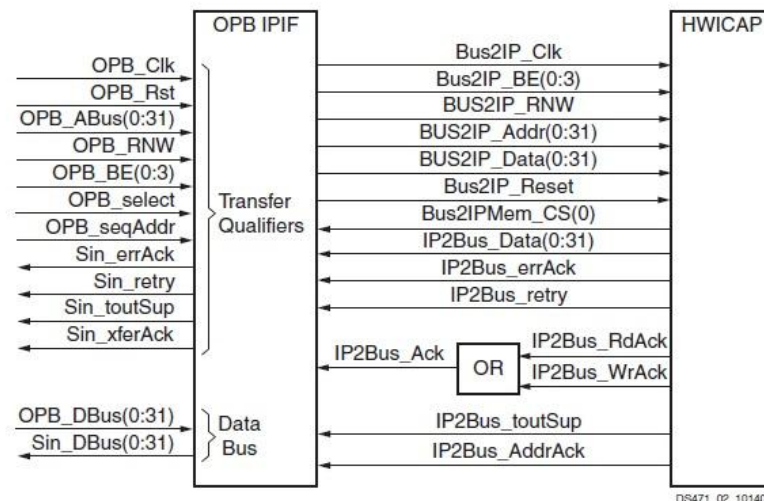 OPB IPIF
HWICAP
OPB_Clk
OPB_Rst
OPB_ABus(0:31)
OPB_RNW
OPB_BE(0:3)
OPB_select
OPB_seqAddr
Sin_errAck
Sin_retry
Sin_toutSup
Sin_xferAck
Transfer
Qualifiers
OPB_DBus(0:31)
Sin_DBus(0:31)
Data
Bus
Bus2IP_Clk
Bus2IP_BE(0:3)
BUS2IP_RNW
BUS2IP_Addr(0:31)
BUS2IP_Data(0:31)
Bus2IP_Reset
Bus2IPMem_CS(0)
IP2Bus_Data(0:31)
IP2Bus_errAck
IP2Bus_retry
IP2Bus_Ack
OR
IP2Bus_RdAck
IP2Bus_WrAck
IP2Bus_toutSup
IP2Bus_AddrAck